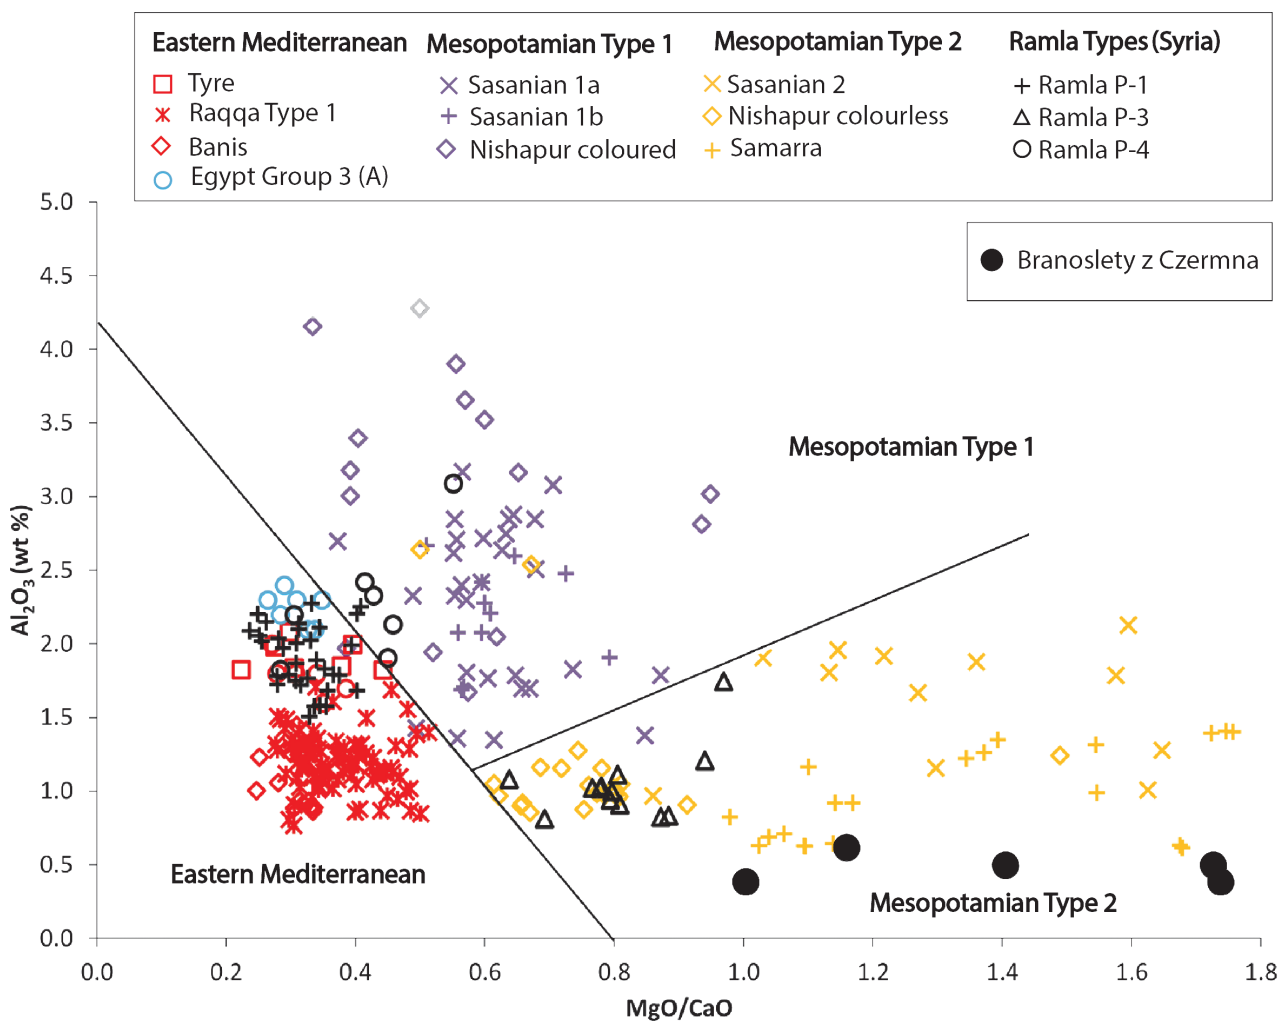 Eastern Mediterranean Mesopotamian Type 1 Mesopotamian Type 2 Ramla Types (Syria)
Tyre Sasanian 1a Sasanian 2 Ramla P-1
Raqqa Type 1 Sasanian 1b Nishapur colourless Ramla P-3
Banis Nishapur coloured Samarra Ramla P-4
Egypt Group 3 (A)
5.0
Branoslety z Czermna
4.5
4.0
3.5
Mesopotamian Type 1
3.0
Al₂O₃ (wt %)
2.5
2.0
1.5
1.0
0.5
Eastern Mediterranean
Mesopotamian Type 2
0.0
0.0 0.2 0.4 0.6 0.8 1.0 1.2 1.4 1.6 1.8
MgO/CaO